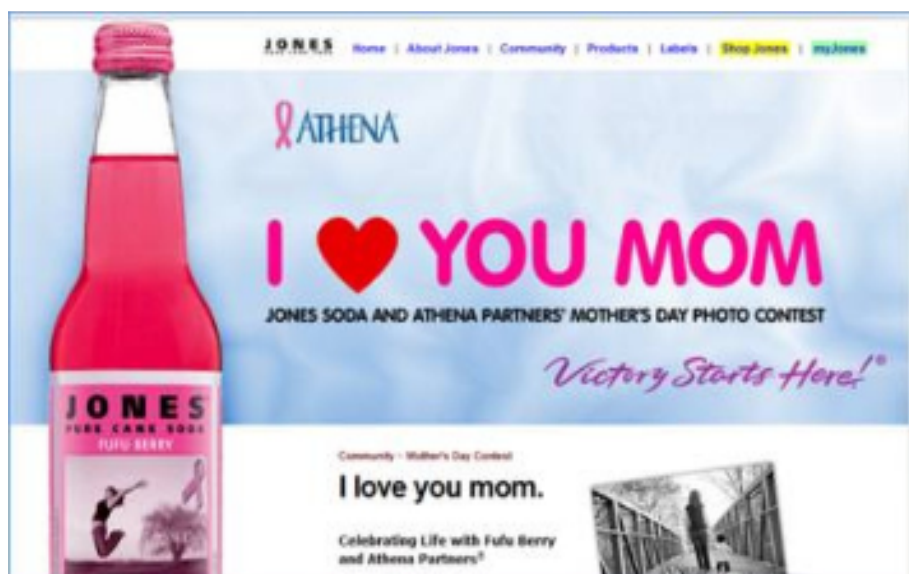 JONES Home | About Jones | Community | Products | Labels | Shop Jones | myJones
ATHENA
I ♥ YOU MOM
JONES SODA AND ATHENA PARTNERS' MOTHER'S DAY PHOTO CONTEST
Victory Starts Here!®
JONES
PURE CANE SODA
FUFU BERRY
Community - Mother's Day Contest
I love you mom.
Celebrating Life with Fufu Berry
and Athena Partners®